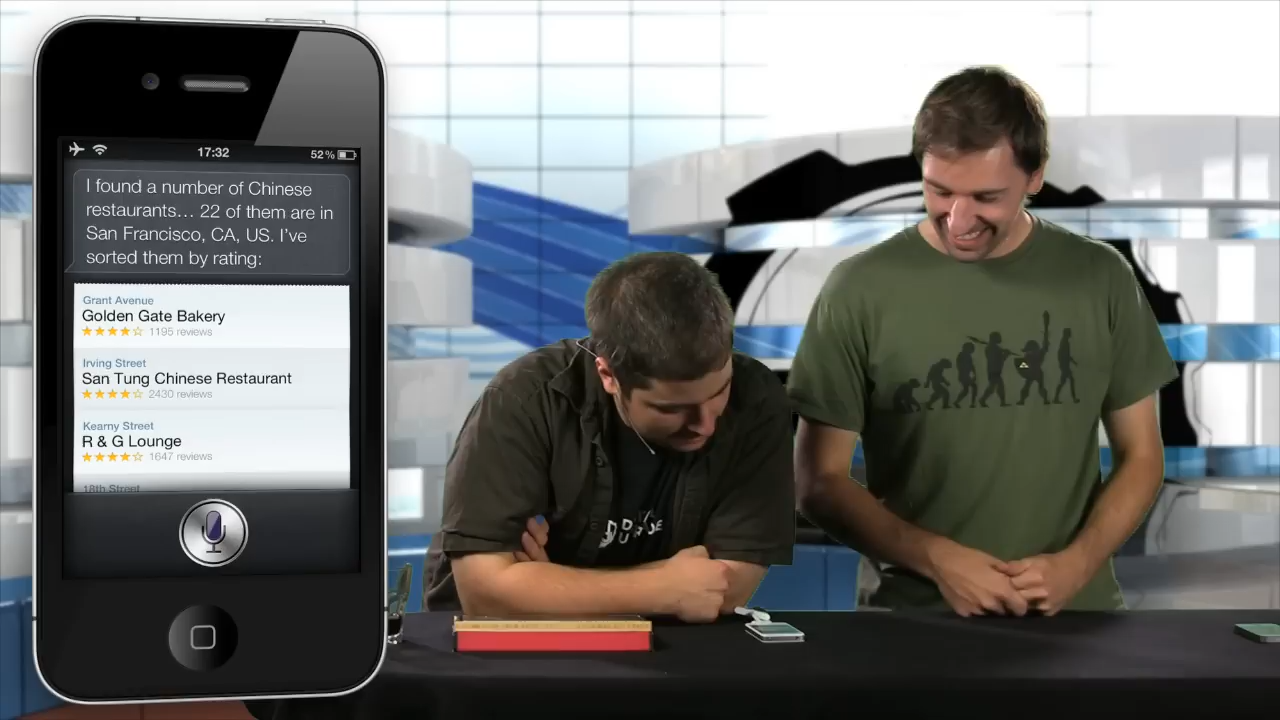 17:32
52%
I found a number of Chinese
restaurants... 22 of them are in
San Francisco, CA, US. I've
sorted them by rating:
Grant Avenue
Golden Gate Bakery
1195 reviews
Irving Street
San Tung Chinese Restaurant
2430 reviews
Kearny Street
R & G Lounge
1647 reviews
18th Street